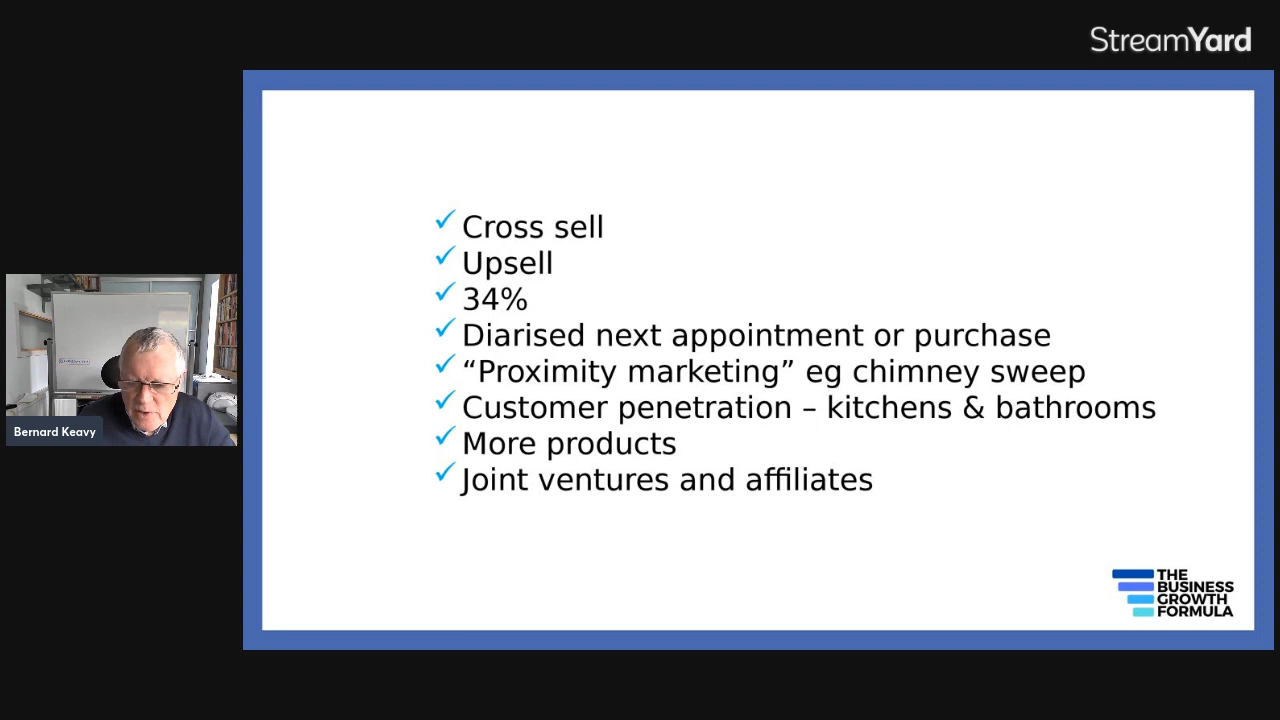 StreamYard
Cross sell
Upsell
34%
Diarised next appointment or purchase
“Proximity marketing” eg chimney sweep
Customer penetration – kitchens & bathrooms
More products
Joint ventures and affiliates
Bernard Keavy
THE
BUSINESS
GROWTH
FORMULA